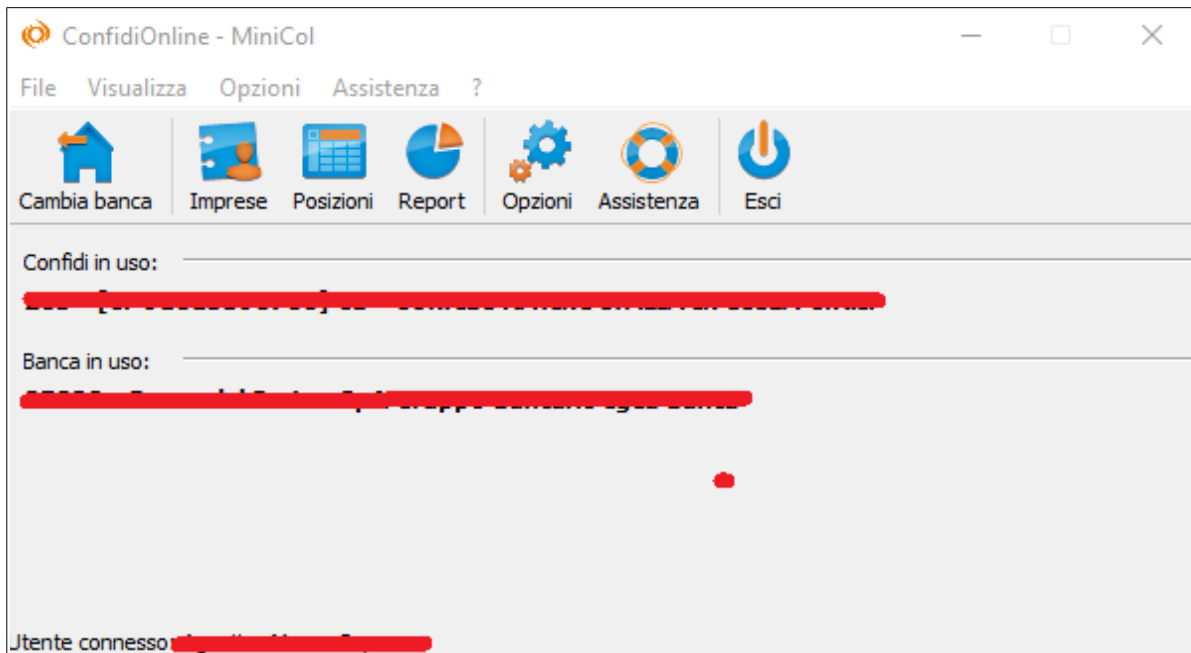 ConfidiOnline - MiniCol
File Visualizza Opzioni Assistenza ?
Cambia banca Imprese Posizioni Report Opzioni Assistenza Esci
Confidi in uso:
Banca in uso:
Utente connesso: